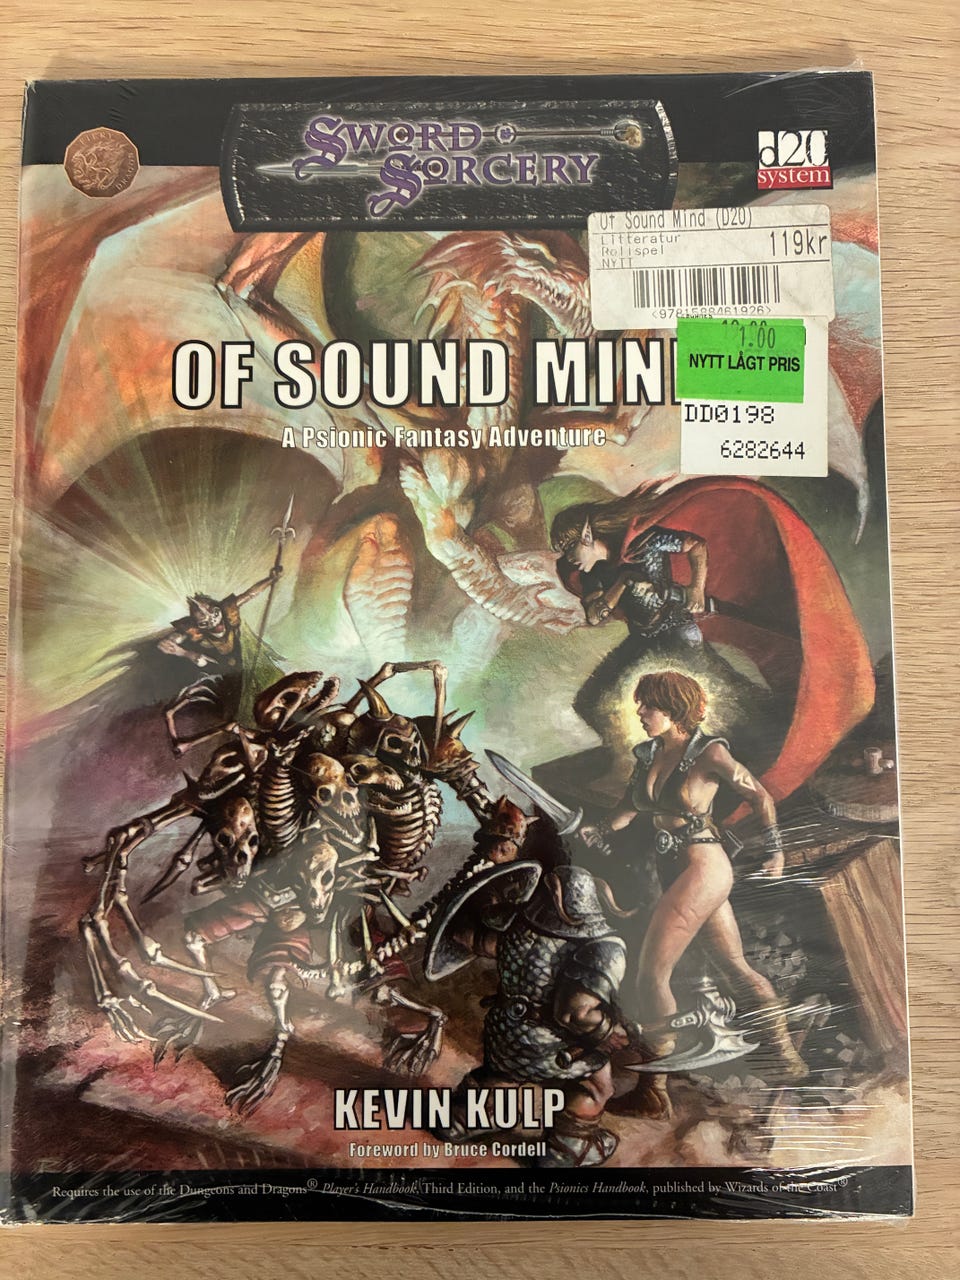 SWORD
SORCERY
d20
system
Of Sound Mind (D20)
Litteratur
Rollspel
NYTT
119kr
<9781588461926>
1.00
NYTT LÅGT PRIS
DD0198
6282644
OF SOUND MIN
A Psionic Fantasy Adventure
KEVIN KULP
Foreword by Bruce Cordell
Requires the use of the Dungeons and Dragons® Player's Handbook, Third Edition, and the Psionics Handbook, published by Wizards of the Coast®